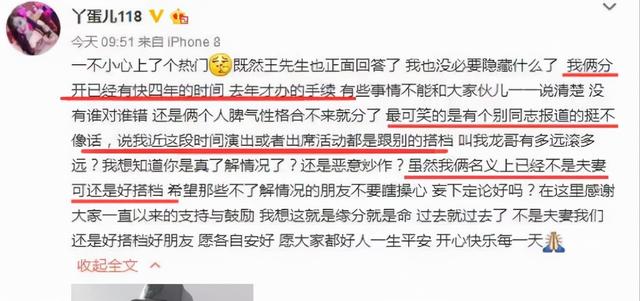 丫蛋儿118
今天 09:51 来自 iPhone 8
一不小心上了个热门 既然王先生也正面回答了 我也没必要隐藏什么了 我俩分
开已经有快四年的时间 去年才办的手续 有些事情不能和大家伙儿一一说清楚 没
有谁对谁错 还是两个人脾气性格合不来就分了 最可笑的是有个别同志报道的挺不
像话,说我近这段时间演出或者出席活动都是跟别的搭档 叫我龙哥有多远滚多
远?我想知道你是真了解情况了?还是恶意炒作?虽然我俩名义上已经不是夫妻
可还是好搭档 希望那些不了解情况的朋友不要瞎操心 妄下定论好吗?在这里感谢
大家一直以来的支持与鼓励 我想这就是缘分就是命 过去就过去了 不是夫妻我们
还是好搭档好朋友 愿各自安好 愿大家都好人一生平安 开心快乐每一天
收起全文